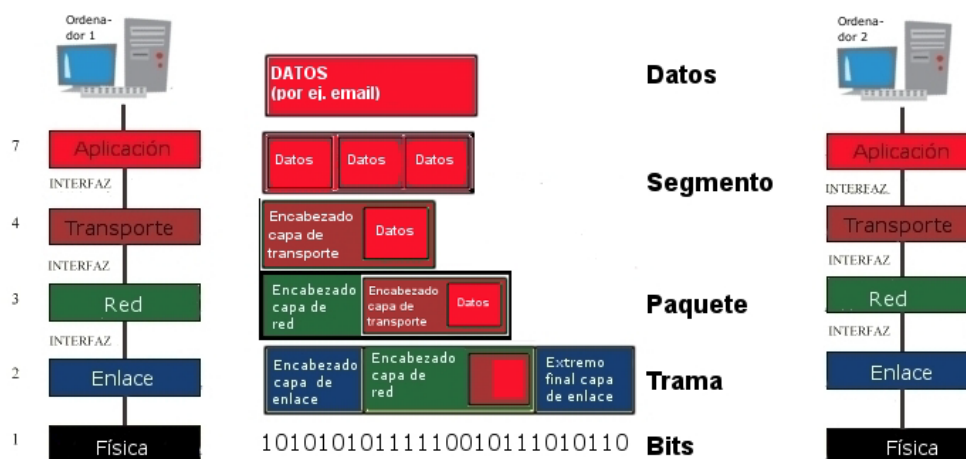 Ordena-
dor 1
Ordena-
dor 2
DATOS
(por ej. email)
Datos
7
Aplicación
Datos
Datos
Datos
Aplicación
INTERFAZ
Segmento
INTERFAZ
4
Transporte
Encabezado
capa de
transporte
Datos
Transporte
INTERFAZ
INTERFAZ
3
Red
Encabezado
capa de
red
Encabezado
capa de
transporte
Datos
Paquete
Red
INTERFAZ
INTERFAZ
2
Enlace
Encabezado
capa de
enlace
Encabezado
capa de
red
Extremo
final capa
de enlace
Trama
Enlace
1
Física
1010101011111001011101010110
Bits
Física